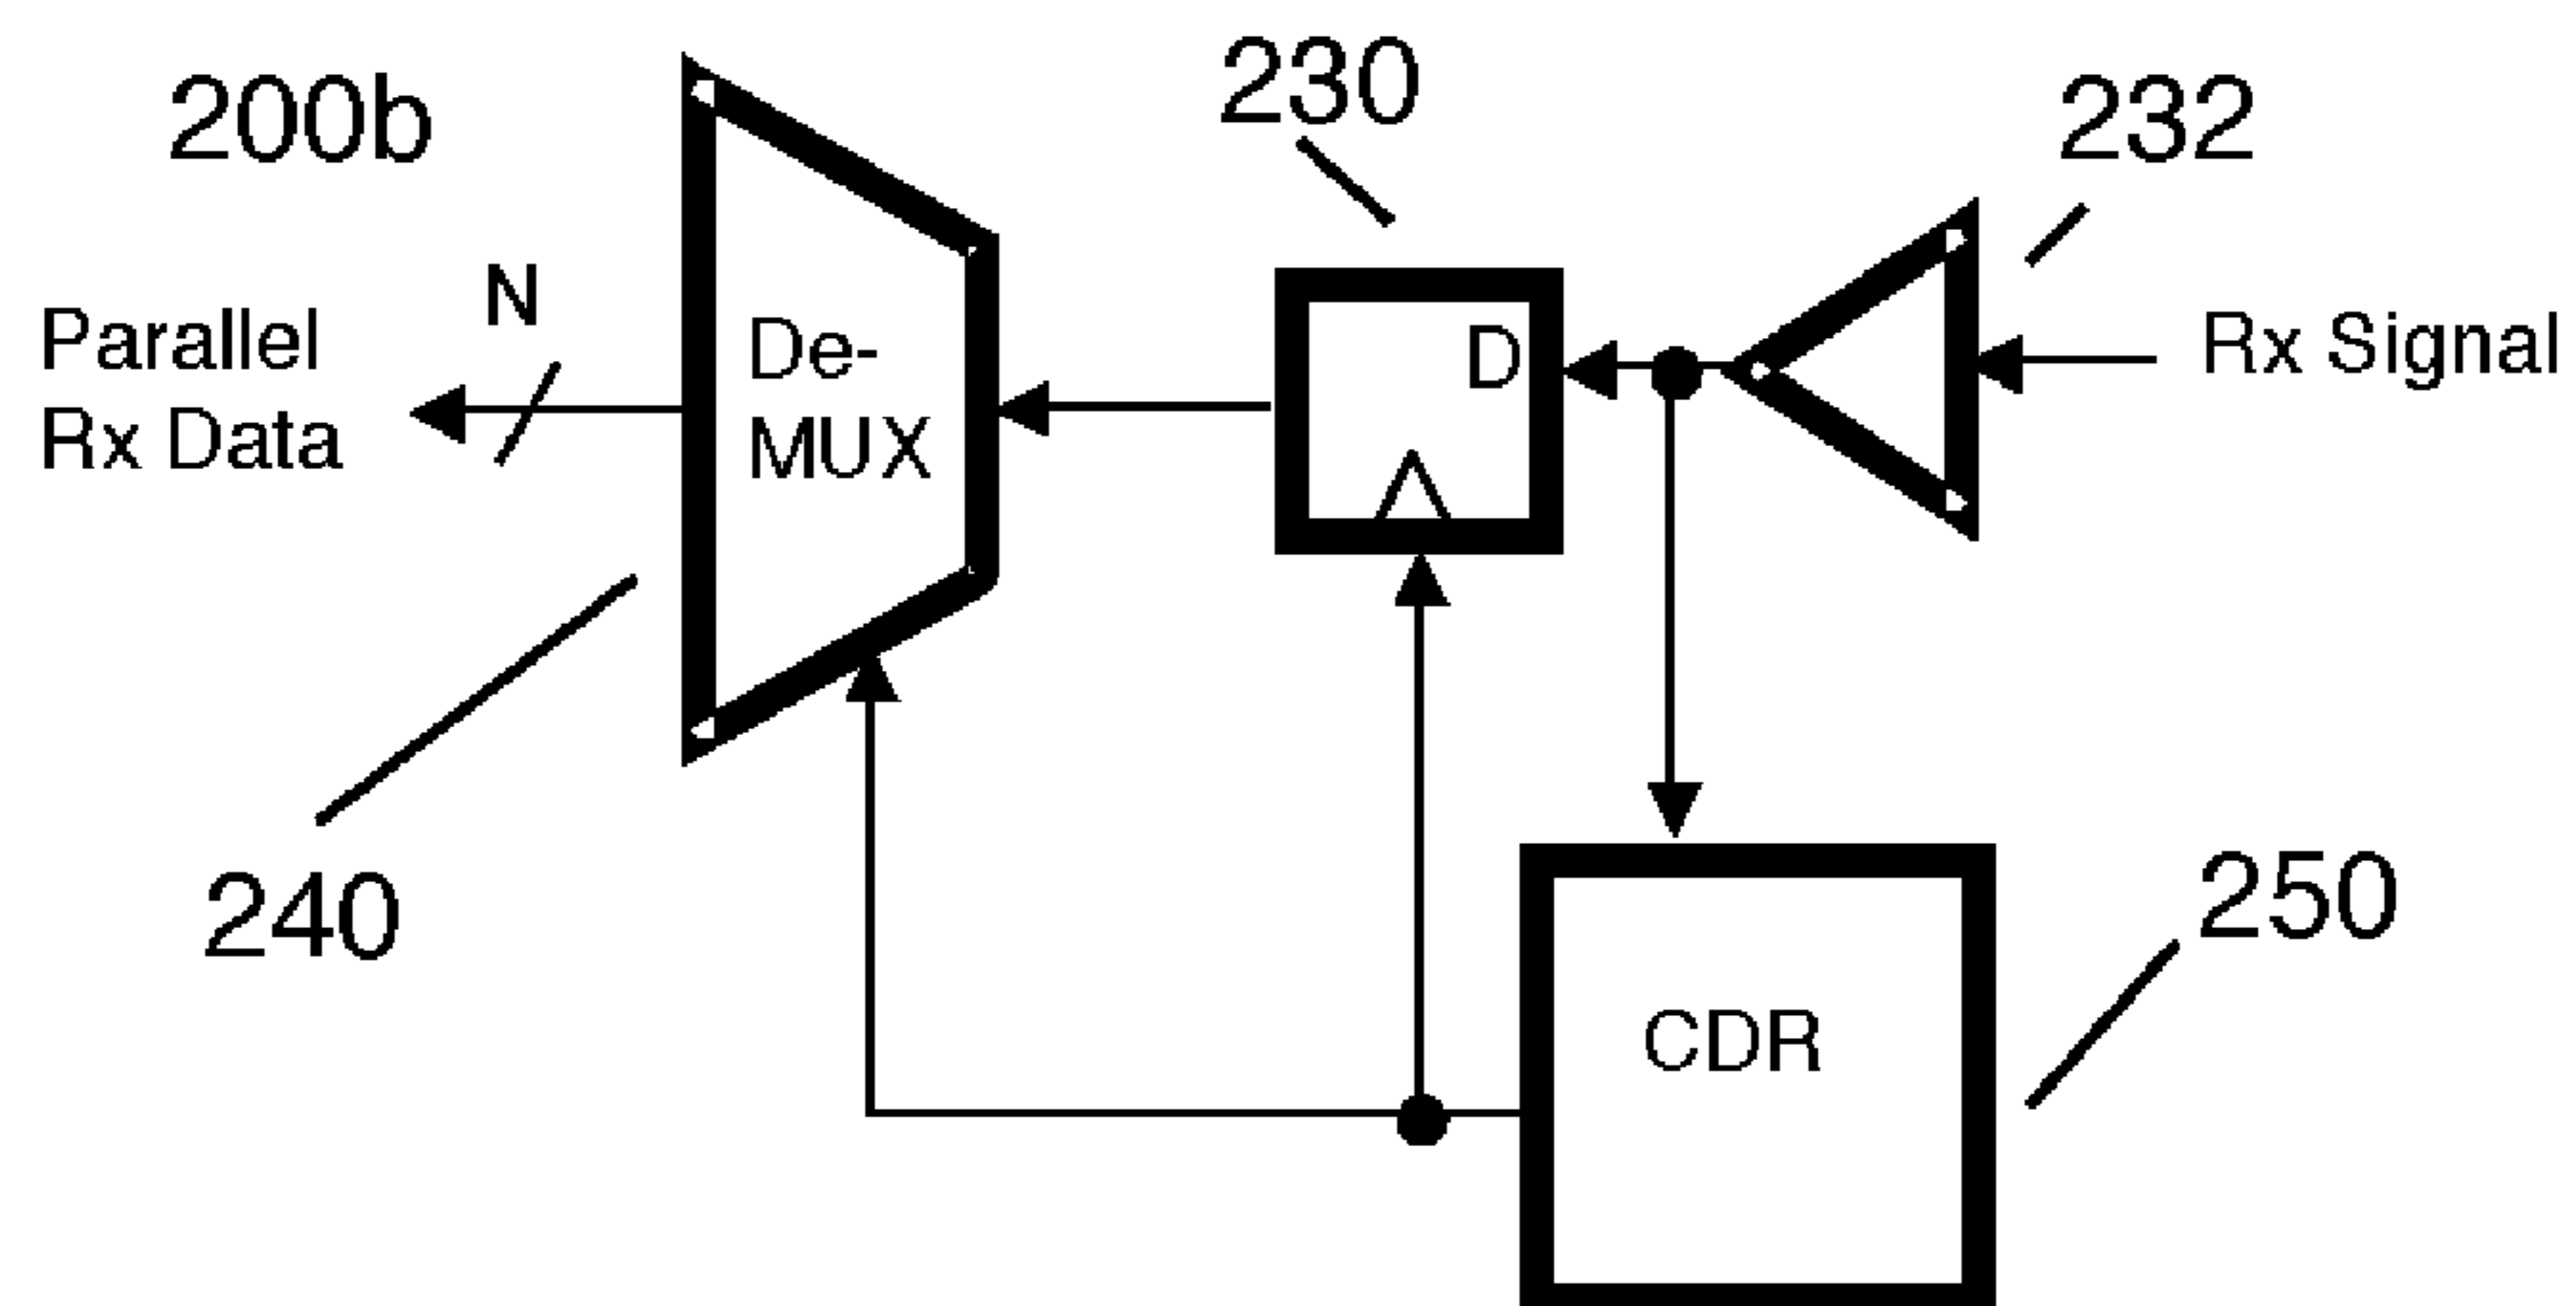 200b
230
232
N
Parallel
Rx Data
De-
MUX
D
Rx Signal
240
250
CDR